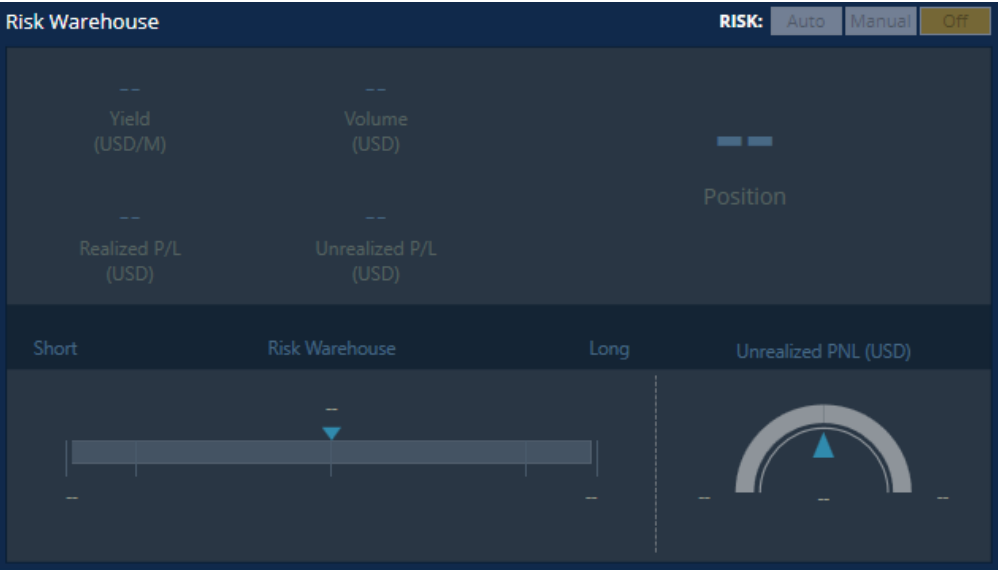 Risk Warehouse RISK: Auto Manual Off
-- --
Yield Volume
(USD/M) (USD)
--
Position
-- --
Realized P/L Unrealized P/L
(USD) (USD)
Short Risk Warehouse Long Unrealized PNL (USD)
--
-- -- -- -- --